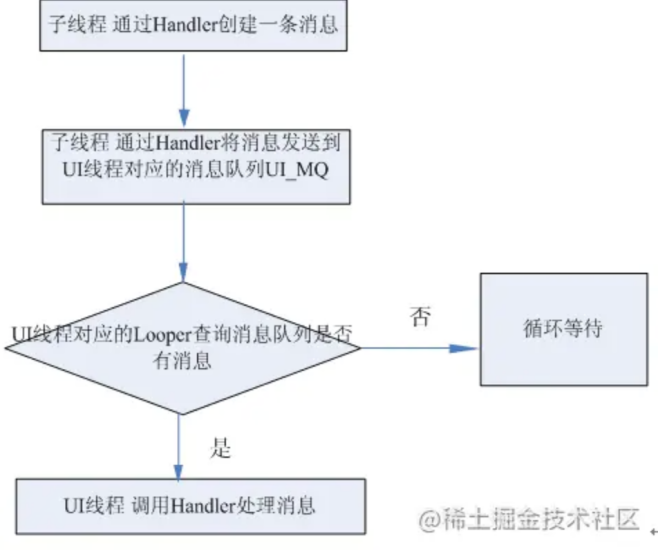 子线程 通过Handler创建一条消息
子线程 通过Handler将消息发送到
UI线程对应的消息队列UI_MQ
UI线程对应的Looper查询消息队列是否
有消息
否
循环等待
是
UI线程 调用Handler处理消息
@稀土掘金技术社区